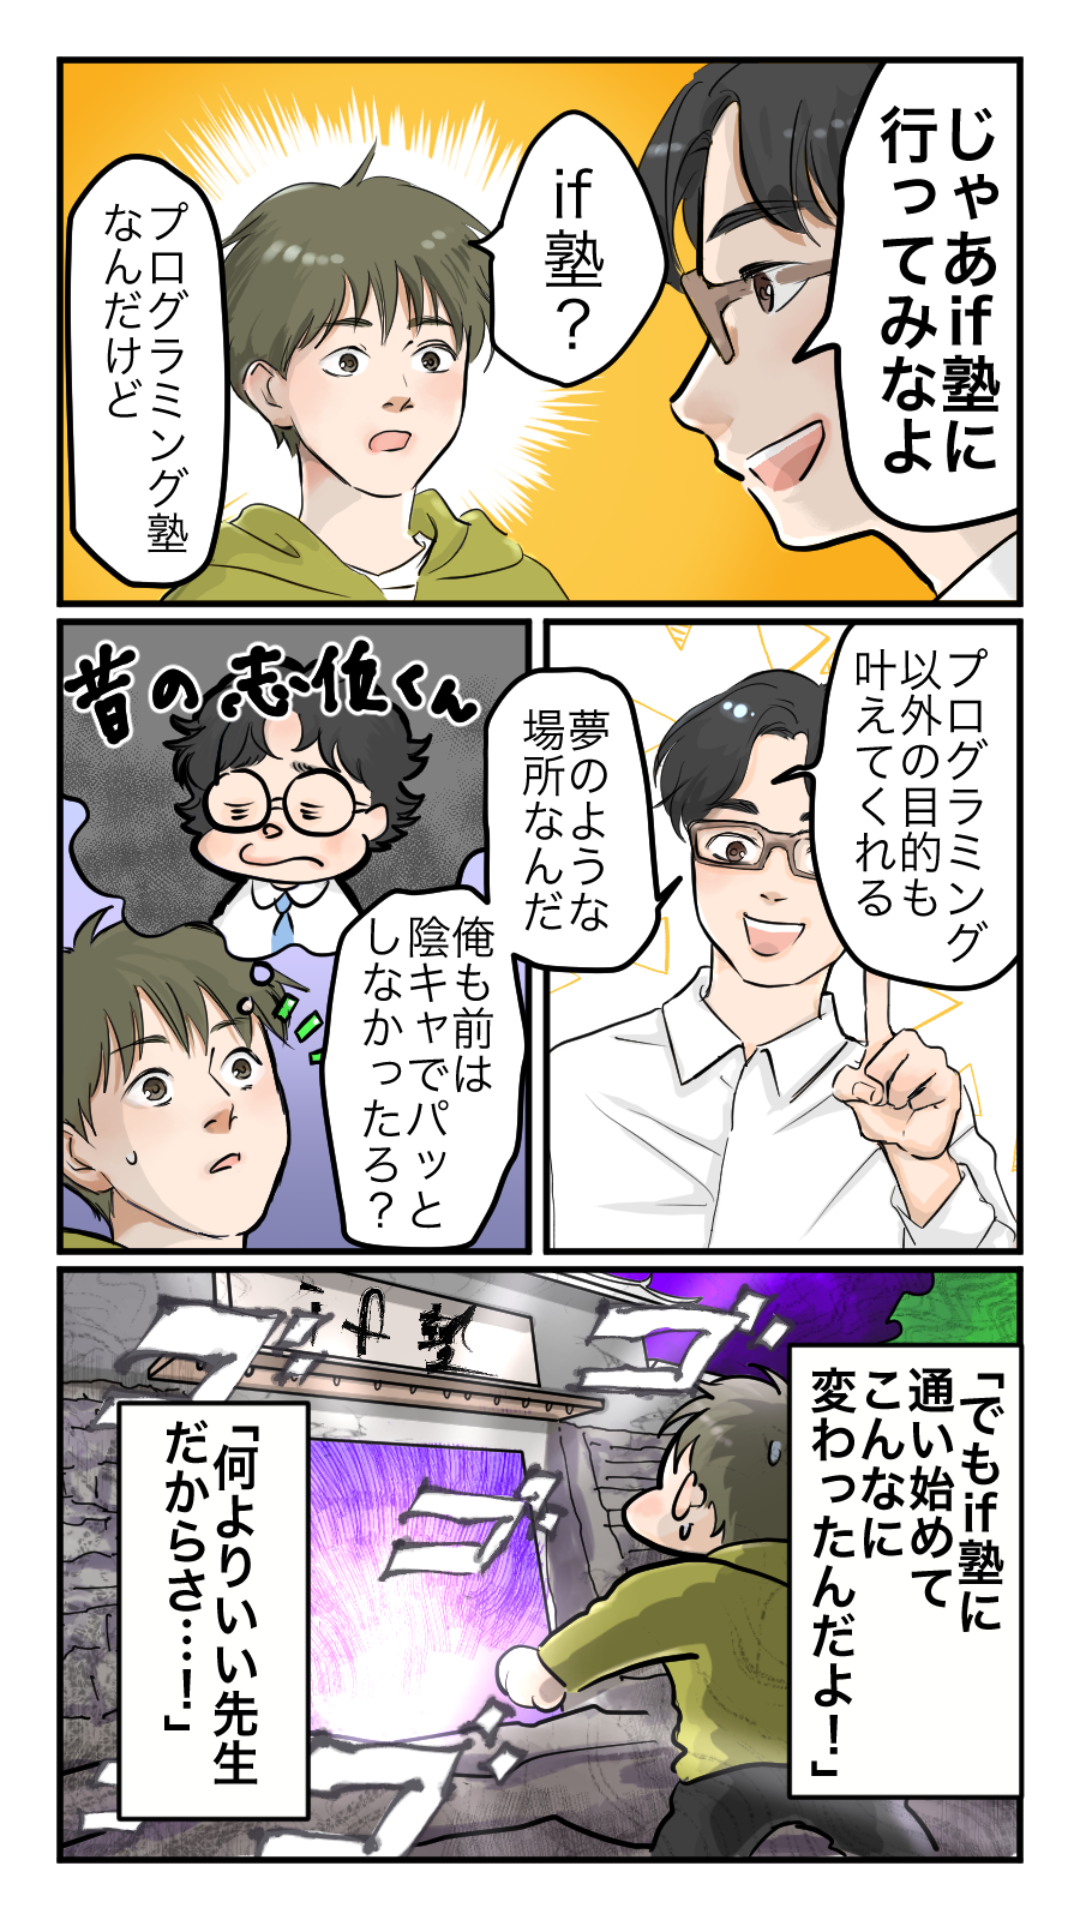 じゃあif塾に
行ってみなよ
if
塾
？
プログラミング塾
なんだけど
プログラミング
以外の目的も
叶えてくれる
夢のような
場所なんだ
昔の志位くん
俺も前は
陰キャでパッと
しなかったろ？
if塾
ゴ
ゴ
ゴ
ゴ
「でもif塾に
通い始めて
こんなに
変わったんだよ！」
「何よりいい先生
だからさ…！」